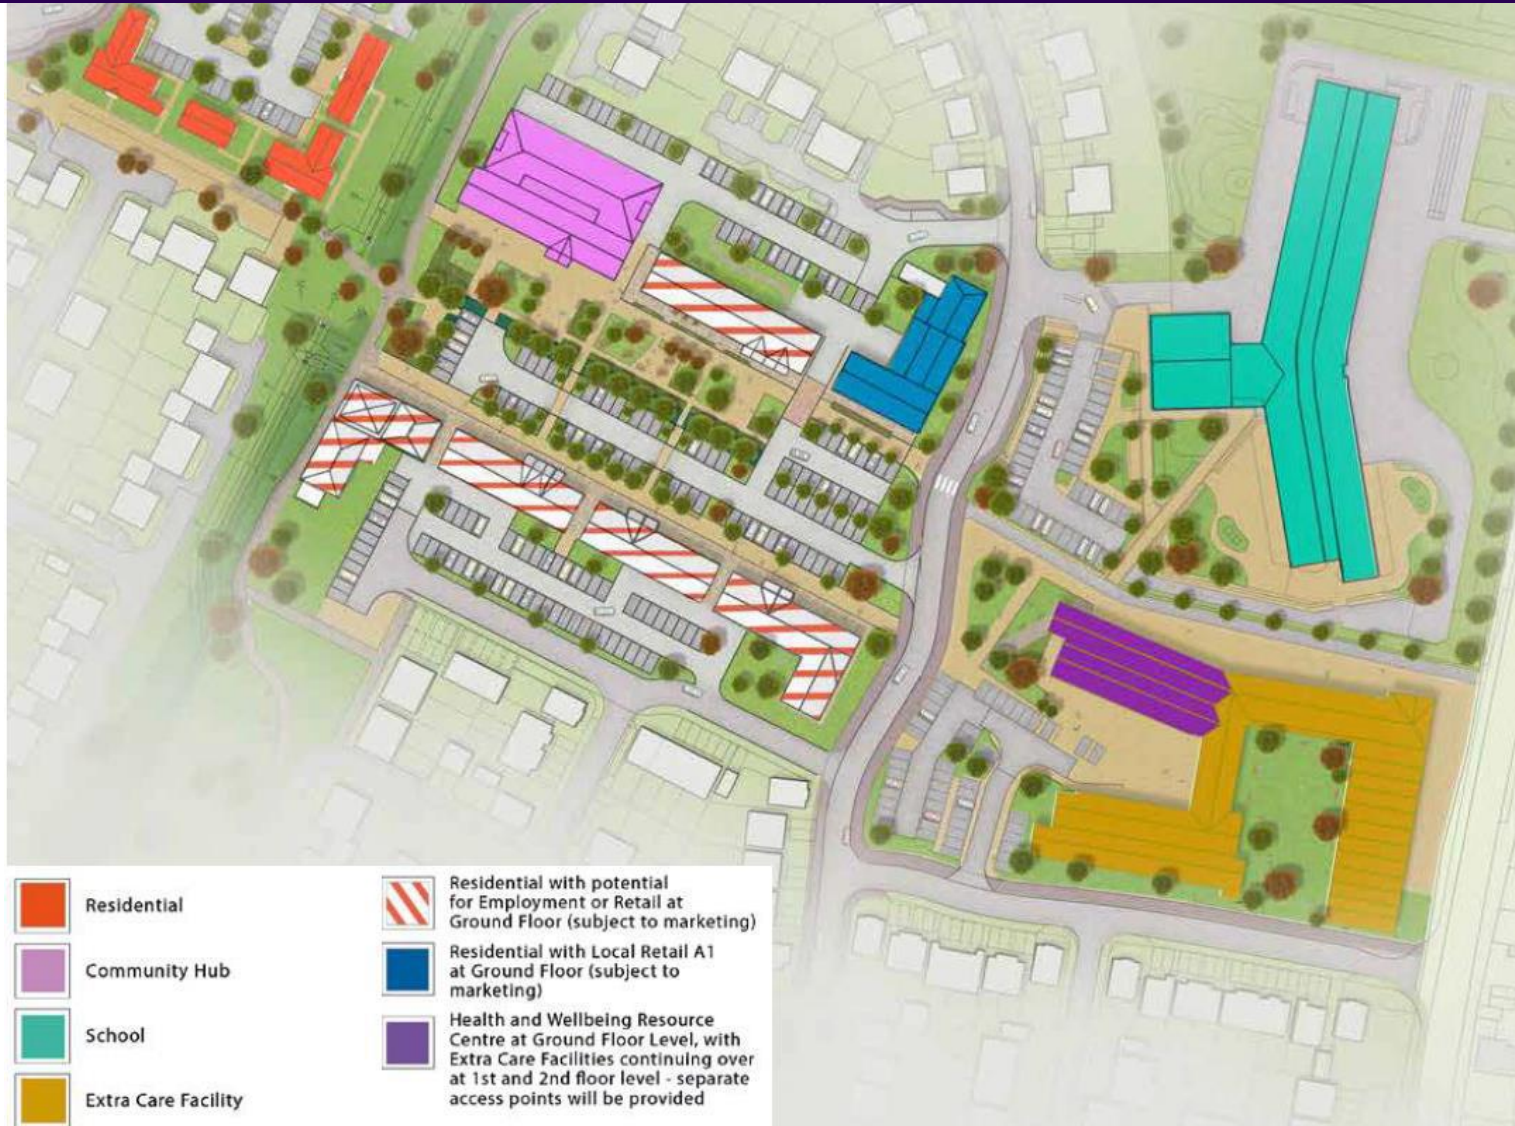 Residential
Community Hub
School
Extra Care Facility
Residential with potential
for Employment or Retail at
Ground Floor (subject to marketing)
Residential with Local Retail A1
at Ground Floor (subject to
marketing)
Health and Wellbeing Resource
Centre at Ground Floor Level, with
Extra Care Facilities continuing over
at 1st and 2nd floor level - separate
access points will be provided